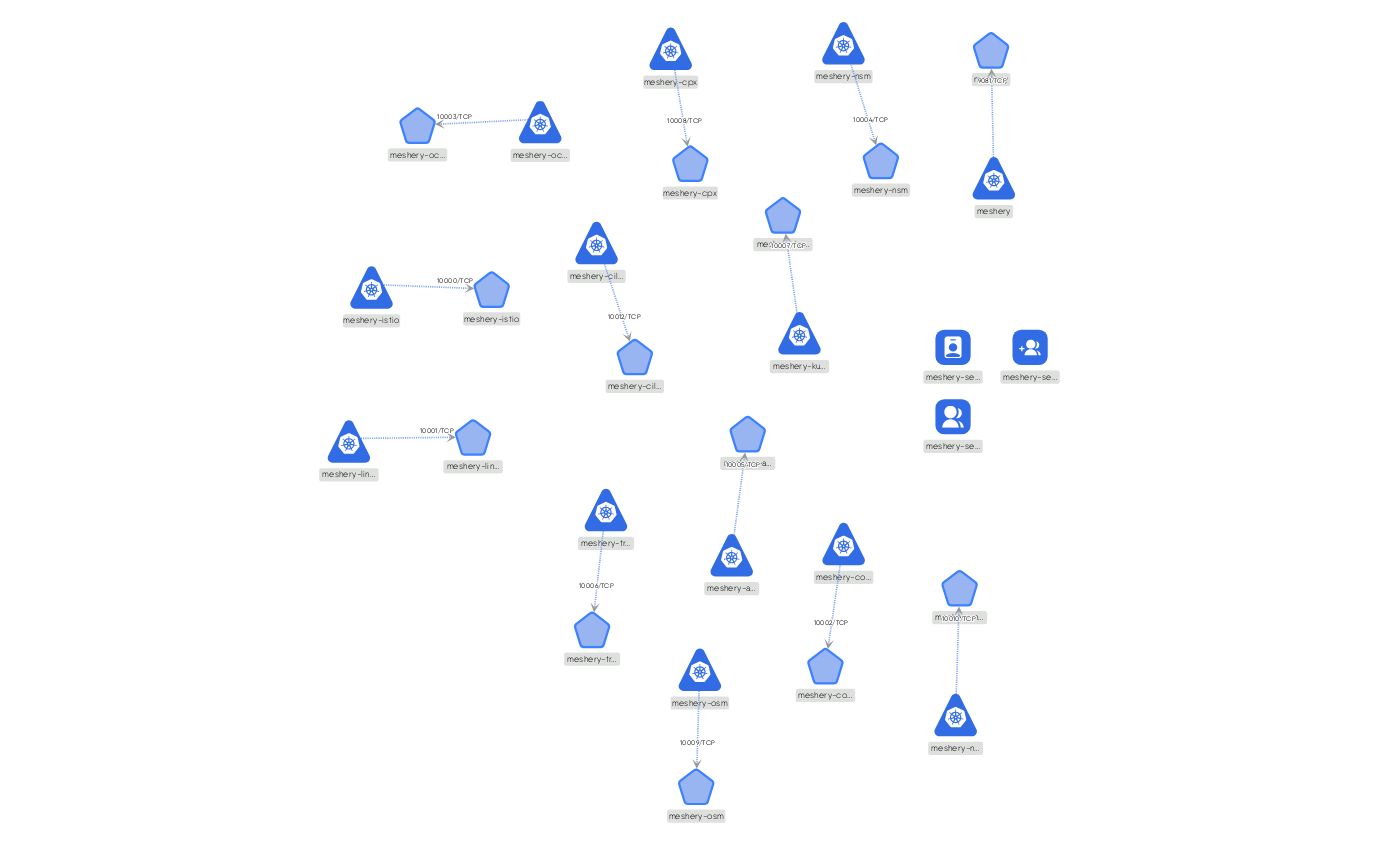 meshery-cpx
10008/TCP
meshery-cpx
meshery-nsm
10004/TCP
meshery-nsm
9081/TCP
meshery
10003/TCP
meshery-oc...
meshery-oc...
10007/TCP
meshery-ku...
meshery-cil...
10012/TCP
meshery-cil...
10000/TCP
meshery-istio
meshery-istio
meshery-se...
meshery-se...
meshery-se...
10001/TCP
meshery-lin...
meshery-lin...
10005/TCP
meshery-a...
meshery-tr...
10006/TCP
meshery-tr...
meshery-co...
10002/TCP
meshery-co...
10010/TCP
meshery-n...
meshery-osm
10009/TCP
meshery-osm